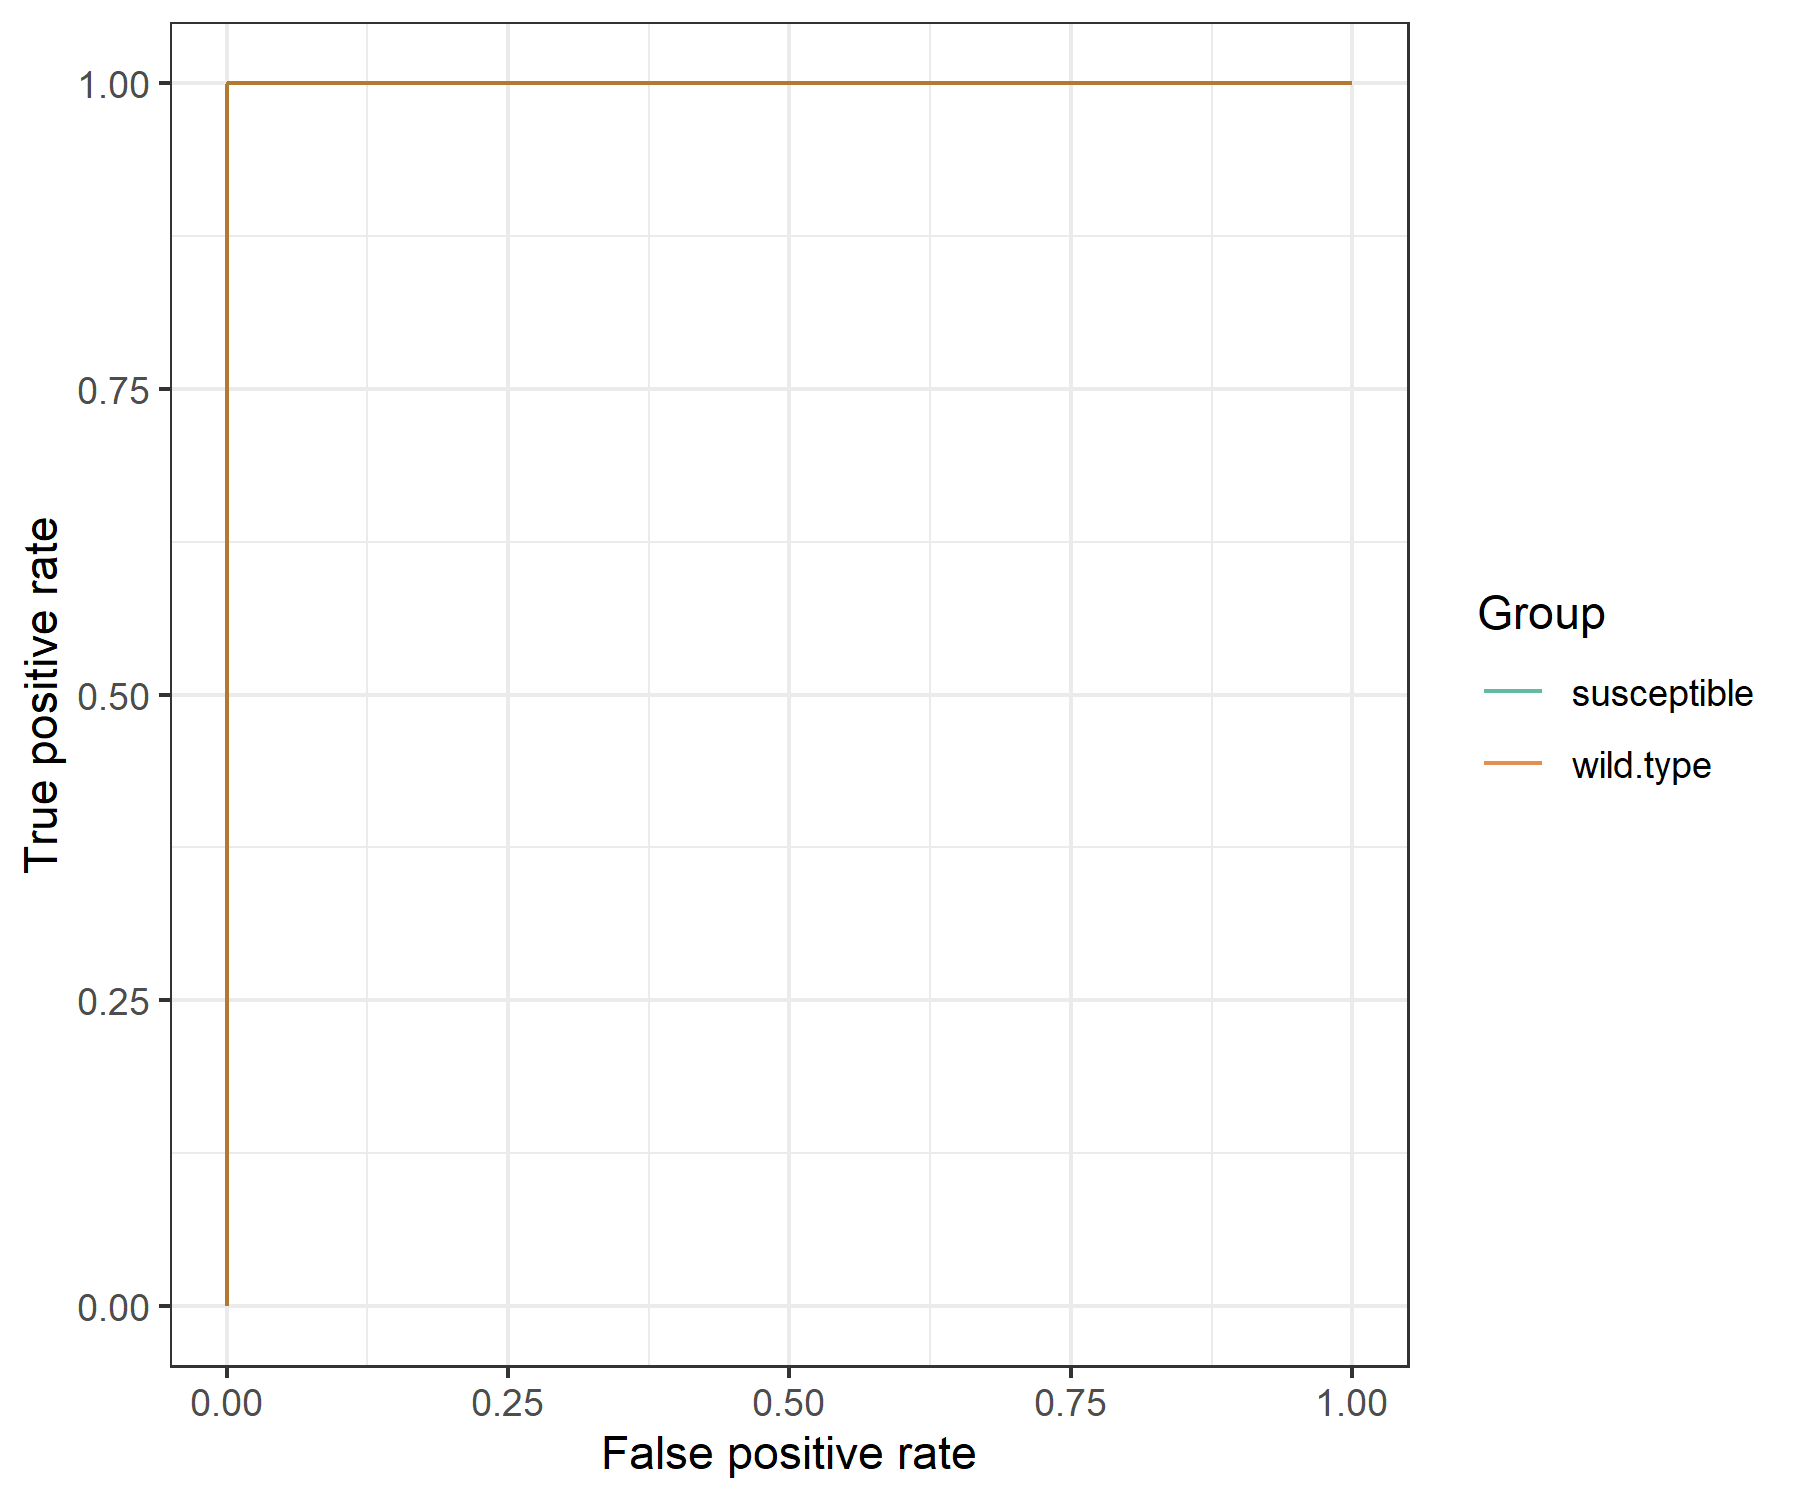 1.00
0.75
0.50
0.25
0.00
True positive rate
0.00 0.25 0.50 0.75 1.00
False positive rate
Group
susceptible
wild.type